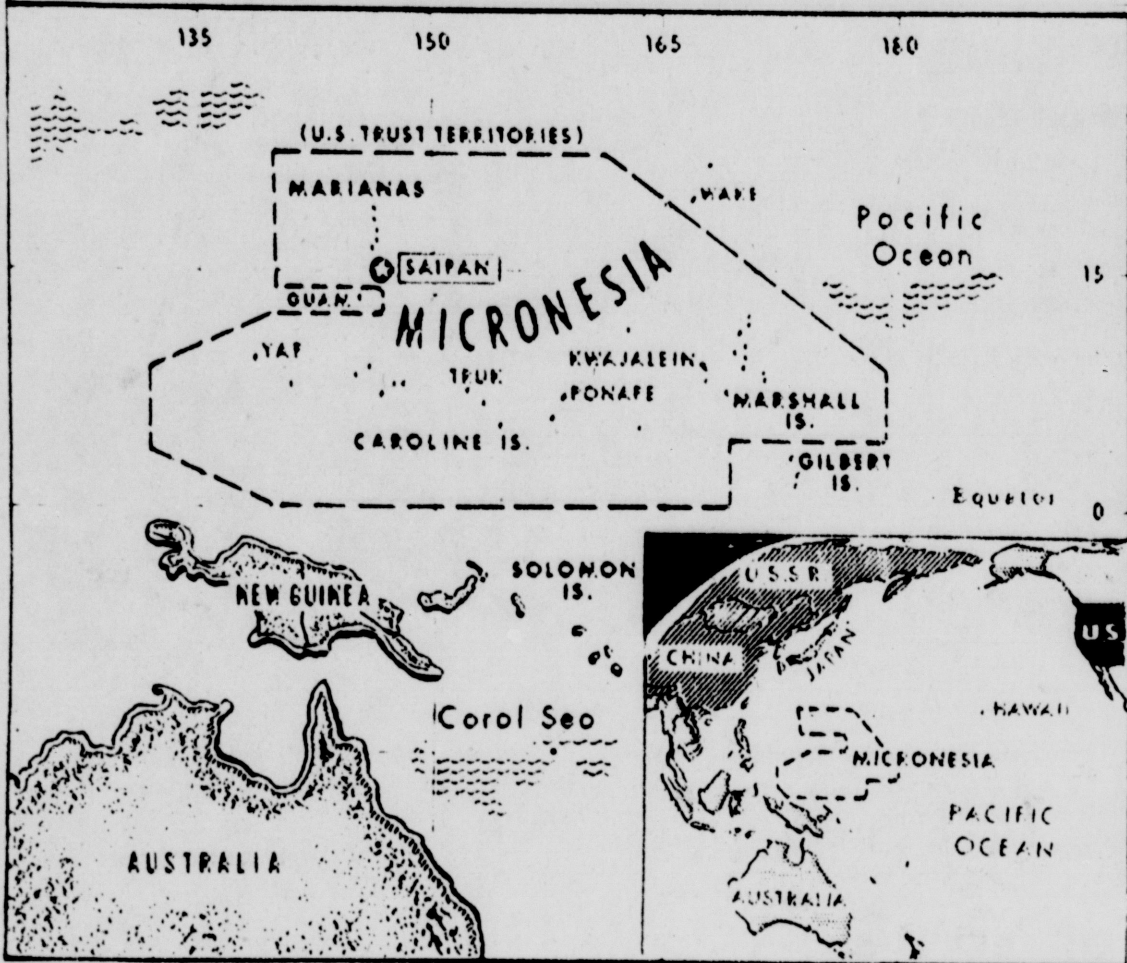 135 150 165 180
(U.S. TRUST TERRITORIES)
MARIANAS
WAKE
Pacific
Ocean
SAIPAN
15
GUAM
MICRONESIA
YAP
TRUK
KWAJALEIN
PONAPE
MARSHALL
IS.
CAROLINE IS.
GILBERT
IS.
Equator 0
NEW GUINEA
SOLOMON
IS.
Coral Sea
AUSTRALIA
U.S.S.R.
CHINA
JAPAN
U S
HAWAII
MICRONESIA
PACIFIC
OCEAN
AUSTRALIA